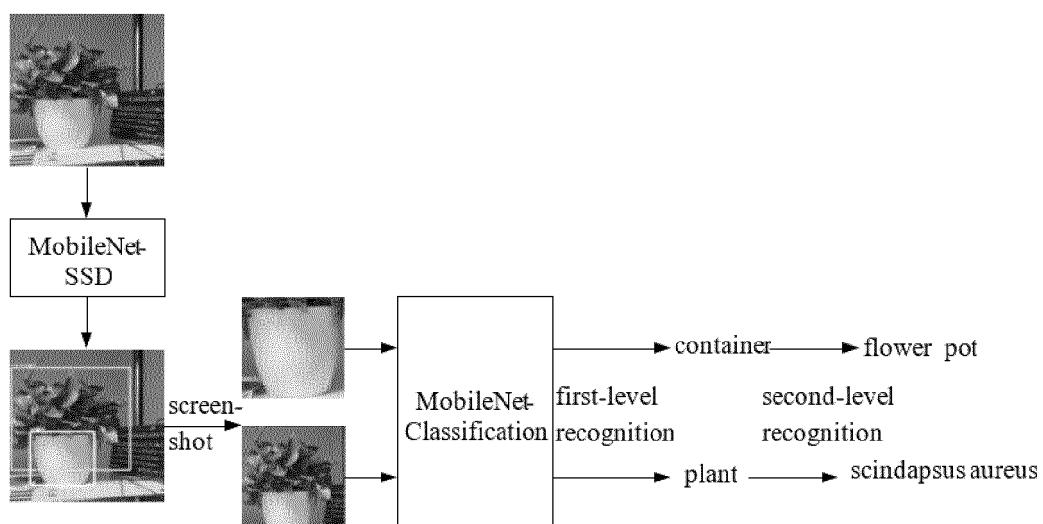 MobileNet-
SSD
screen-
shot
MobileNet-
Classification
container
flower pot
first-level
recognition
second-level
recognition
plant
scindapsus aureus